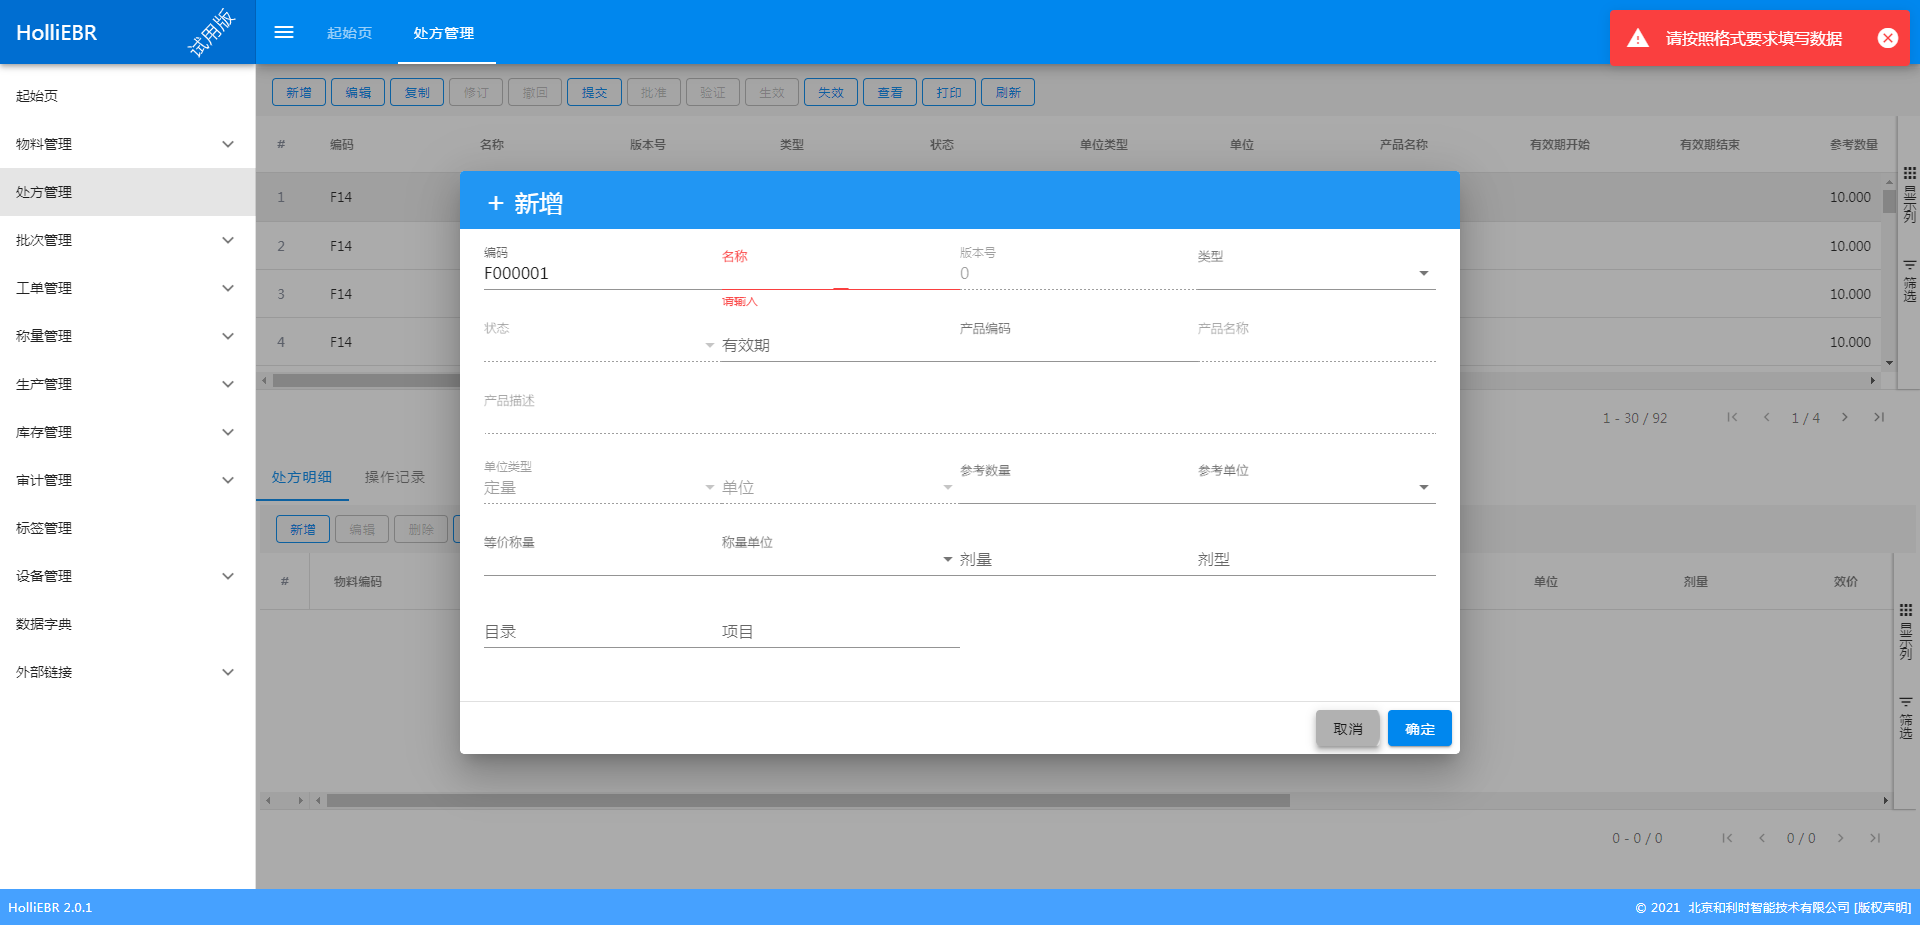 HolliEBR
试用版
起始页
处方管理
请按照格式要求填写数据
起始页
物料管理
处方管理
批次管理
工单管理
称量管理
生产管理
库存管理
审计管理
标签管理
设备管理
数据字典
外部链接
新增 编辑 复制 修订 撤回 提交 批准 验证 生效 失效 查看 打印 刷新
# 编码 名称 版本号 类型 状态 单位类型 单位 产品名称 有效期开始 有效期结束 参考数量
1 F14 10.000
2 F14 10.000
3 F14 10.000
4 F14 10.000
显示列
筛选
1 - 30 / 92 1 / 4
处方明细 操作记录
新增 编辑 删除
# 物料编码 单位 剂量 效价
显示列
筛选
0 - 0 / 0 0 / 0
+ 新增
编码 名称 版本号 类型
F000001 0
请输入
状态 有效期 产品编码 产品名称
产品描述
单位类型 参考数量 参考单位
定量 单位
等价称量 称量单位 剂量 剂型
目录 项目
取消 确定
HolliEBR 2.0.1
© 2021 北京和利时智能技术有限公司 [版权声明]